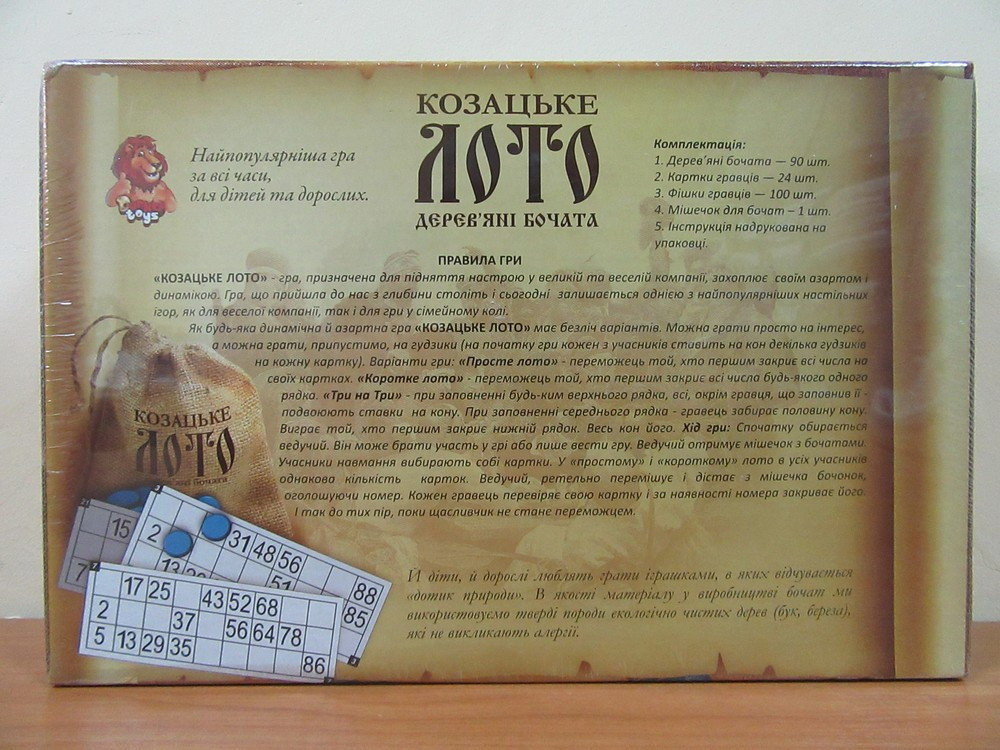 КОЗАЦЬКЕ
ЛОТО
ДЕРЕВ'ЯНІ БОЧАТА
toys
Найпопулярніша гра
за всі часи,
для дітей та дорослих.
Комплектація:
1. Дерев'яні бочата — 90 шт.
2. Картки гравців — 24 шт.
3. Фішки гравців — 100 шт.
4. Мішечок для бочат – 1 шт.
5. Інструкція надрукована на
упаковці.
ПРАВИЛА ГРИ
«КОЗАЦЬКЕ ЛОТО» - гра, призначена для підняття настрою у великій та веселій компанії, захоплює своїм азартом і
динамікою. Гра, що прийшла до нас з глибини століть і сьогодні залишається однією з найпопулярніших настільних
ігор, як для веселої компанії, так і для гри у сімейному колі.
Як будь-яка динамічна й азартна гра «КОЗАЦЬКЕ ЛОТО» має безліч варіантів. Можна грати просто на інтерес,
а можна грати, припустимо, на гудзики (на початку гри кожен з учасників ставить на кон декілька гудзиків
на кожну картку). Варіанти гри: «Просте лото» - переможець той, хто першим закриє всі числа на
своїх картках. «Коротке лото» - переможець той, хто першим закриє всі числа будь-якого одного
рядка. «Три на Три» - при заповненні будь-ким верхнього рядка, всі, окрім гравця, що заповнив її -
подвоюють ставки на кону. При заповненні середнього рядка - гравець забирає половину кону.
Виграє той, хто першим закриє нижній рядок. Весь кон його. Хід гри: Спочатку обирається
ведучий. Він може брати участь у грі або лише вести гру. Ведучий отримує мішечок з бочатами.
Учасники навмання вибирають собі картки. У «простому» і «короткому» лото в усіх учасників
однакова кількість карток. Ведучий, ретельно перемішує і дістає з мішечка бочонок,
оголошуючи номер. Кожен гравець перевіряє свою картку і за наявності номера закриває його.
І так до тих пір, поки щасливчик не стане переможцем.
КОЗАЦЬКЕ
ЛОТО
15
7
2 31 48 56
51
88
85
17 25 43 52 68
2 37 56 64 78
5 13 29 35 86
Й діти, й дорослі люблять грати іграшками, в яких відчувається
«дотик природи». В якості матеріалу у виробництві бочат ми
використовуємо тверді породи екологічно чистих дерев (бук, береза),
які не викликають алергії.